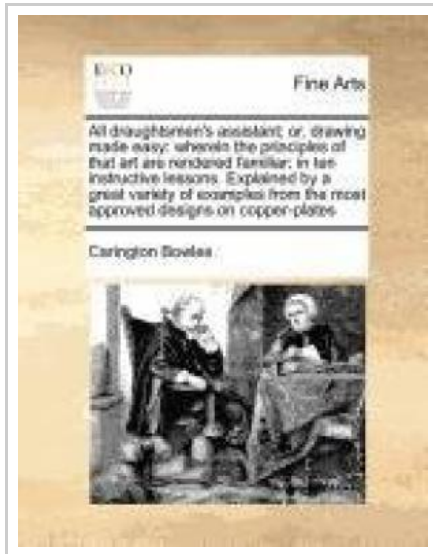 ECCO
Fine Arts
All draughtsmen's assistant; or, drawing
made easy: wherein the principles of
that art are rendered familiar: in ten
instructive lessons. Explained by a
great variety of examples from the most
approved designs on copper-plates
Carington Bowles